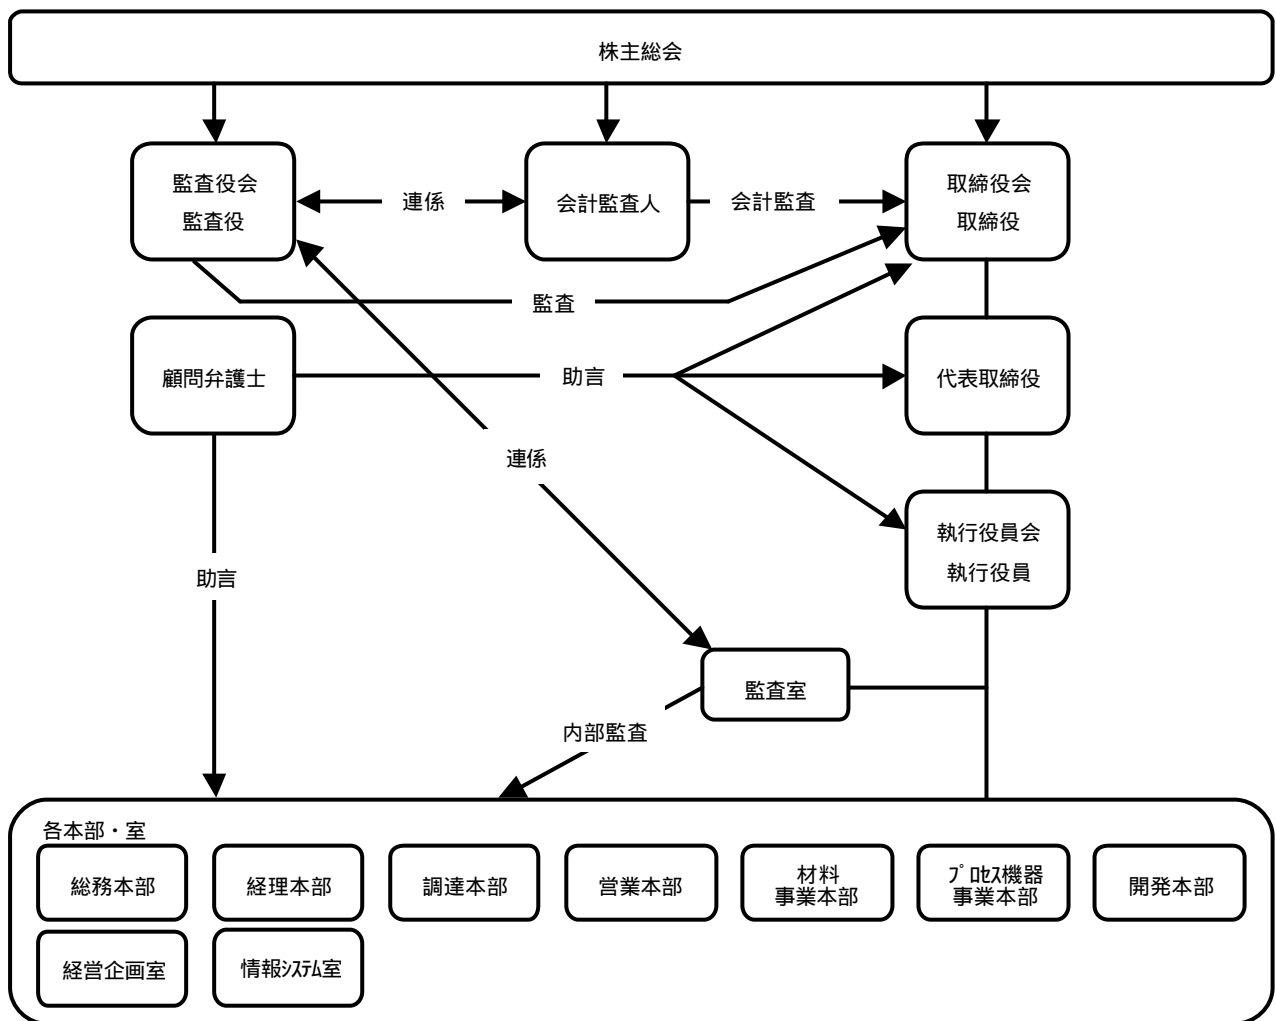 株主総会
監査役会
監査役
連係
会計監査人
会計監査
取締役会
取締役
監査
顧問弁護士
助言
代表取締役
連係
執行役員会
執行役員
助言
監査室
内部監査
各本部・室
総務本部
経理本部
調達本部
営業本部
材料
事業本部
ﾌﾟﾛｾｽ機器
事業本部
開発本部
経営企画室
情報ｼｽﾃﾑ室